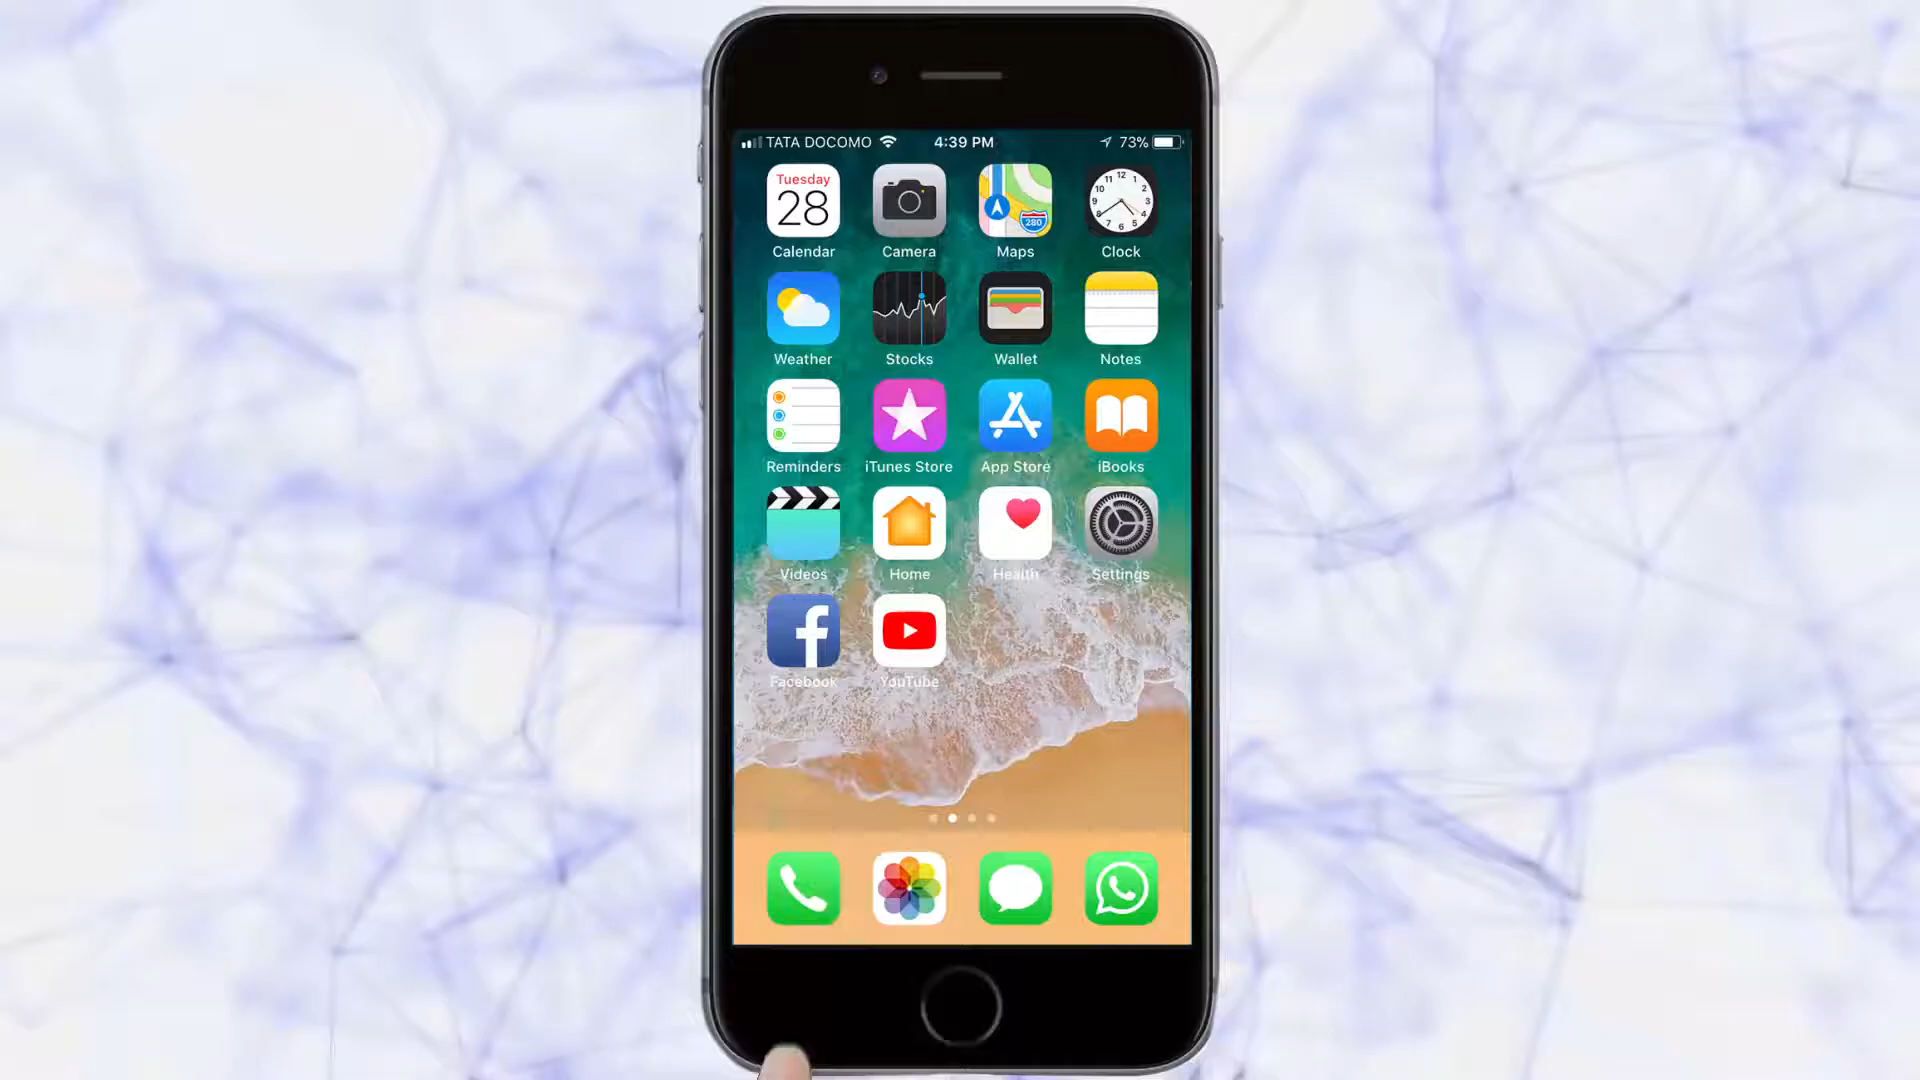 TATA DOCOMO 4:39 PM 73%
Tuesday
28
280
Calendar Camera Maps Clock
Weather Stocks Wallet Notes
Reminders iTunes Store App Store iBooks
Videos Home Health Settings
Facebook YouTube